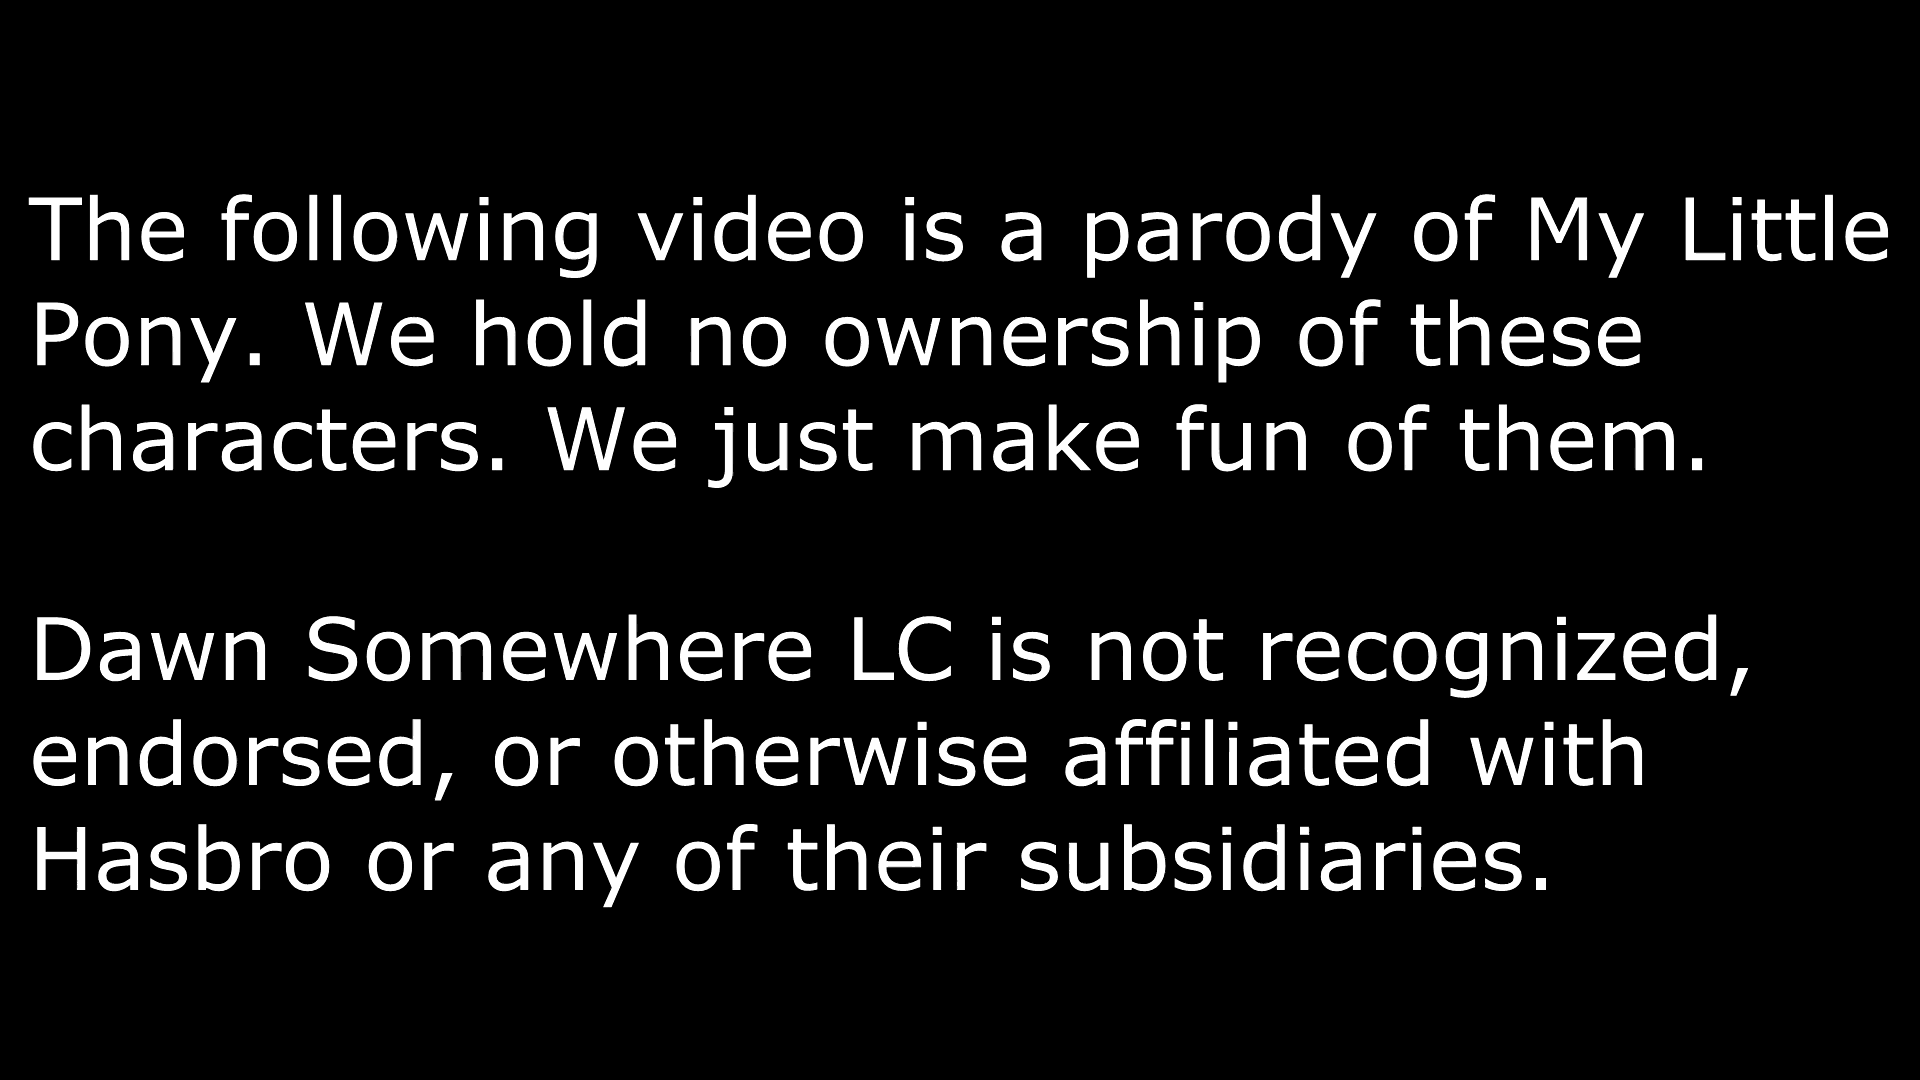 The following video is a parody of My Little
Pony. We hold no ownership of these
characters. We just make fun of them.
Dawn Somewhere LC is not recognized,
endorsed, or otherwise affiliated with
Hasbro or any of their subsidiaries.